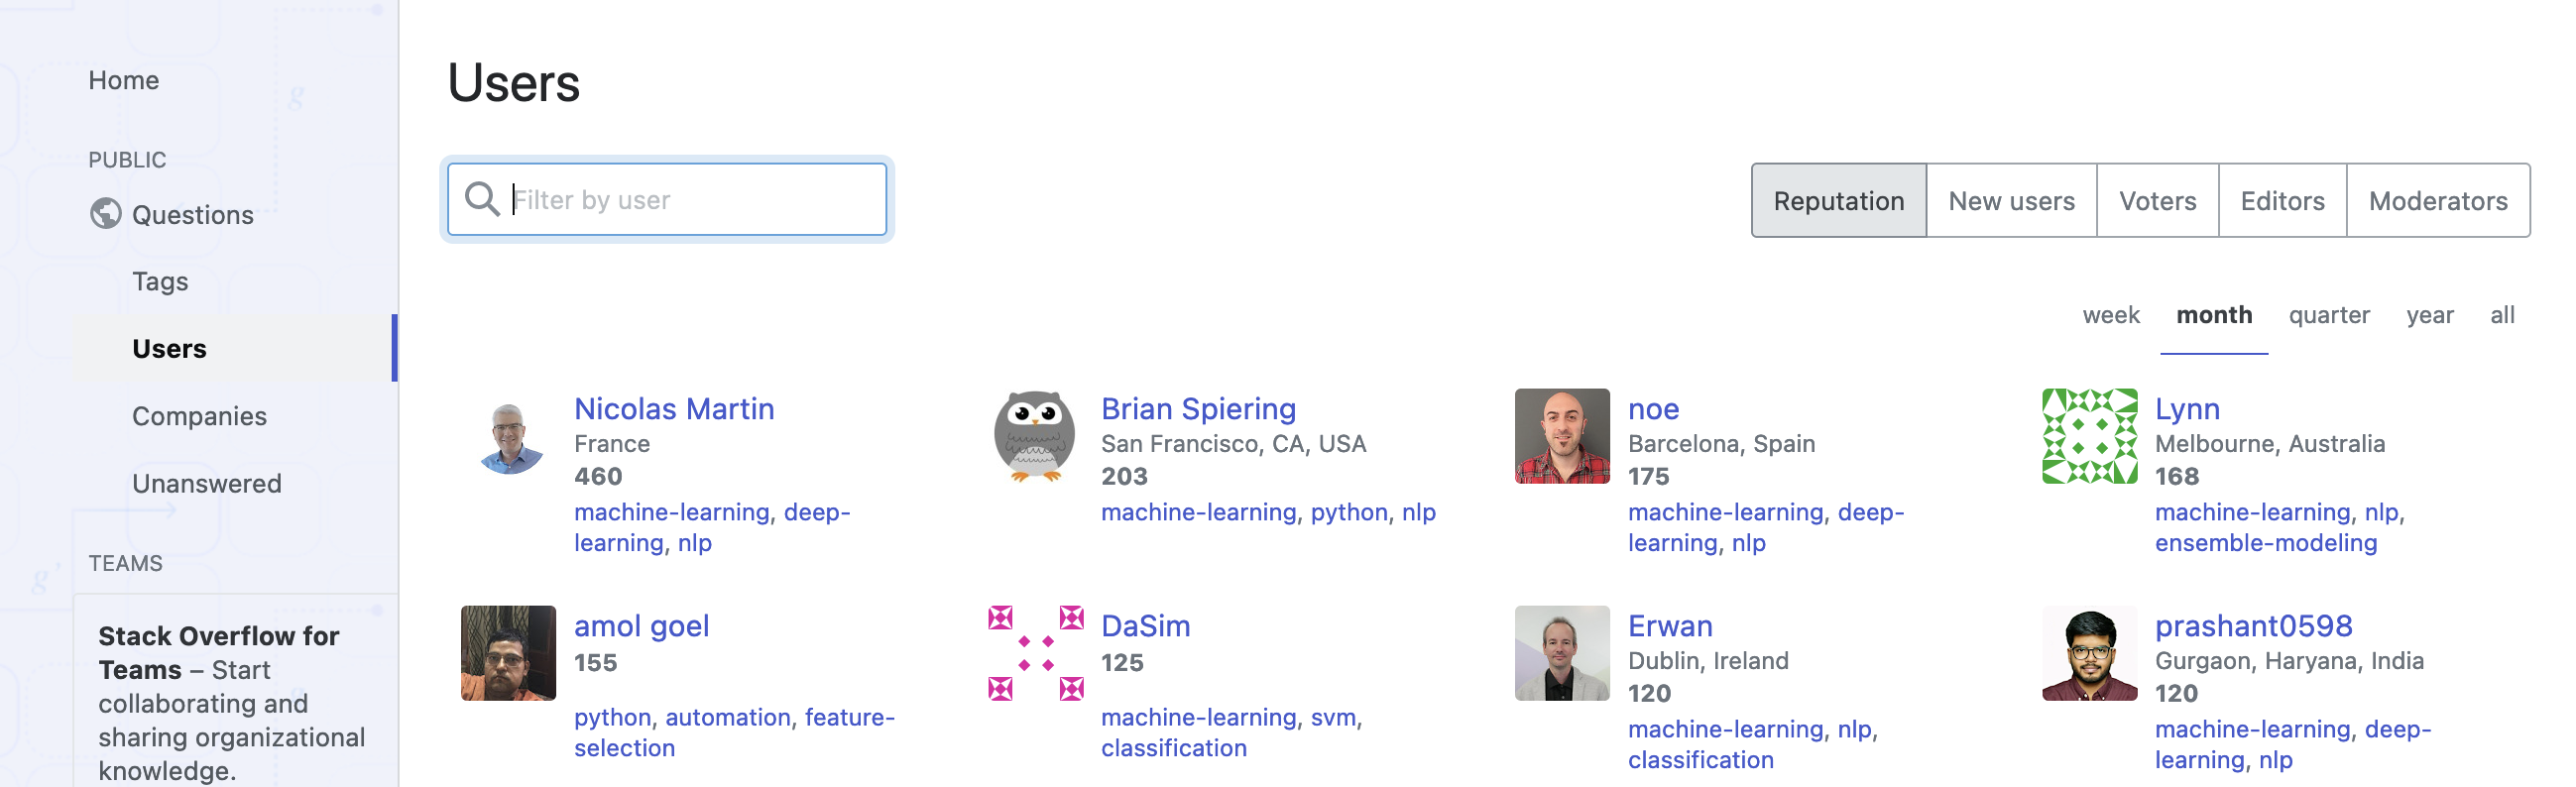 Home
PUBLIC
Questions
Tags
Users
Companies
Unanswered
TEAMS
Stack Overflow for
Teams – Start
collaborating and
sharing organizational
knowledge.
Users
Filter by user
Reputation New users Voters Editors Moderators
week month quarter year all
Nicolas Martin
France
460
machine-learning, deep-
learning, nlp
Brian Spiering
San Francisco, CA, USA
203
machine-learning, python, nlp
noe
Barcelona, Spain
175
machine-learning, deep-
learning, nlp
Lynn
Melbourne, Australia
168
machine-learning, nlp,
ensemble-modeling
amol goel
155
python, automation, feature-
selection
DaSim
125
machine-learning, svm,
classification
Erwan
Dublin, Ireland
120
machine-learning, nlp,
classification
prashant0598
Gurgaon, Haryana, India
120
machine-learning, deep-
learning, nlp